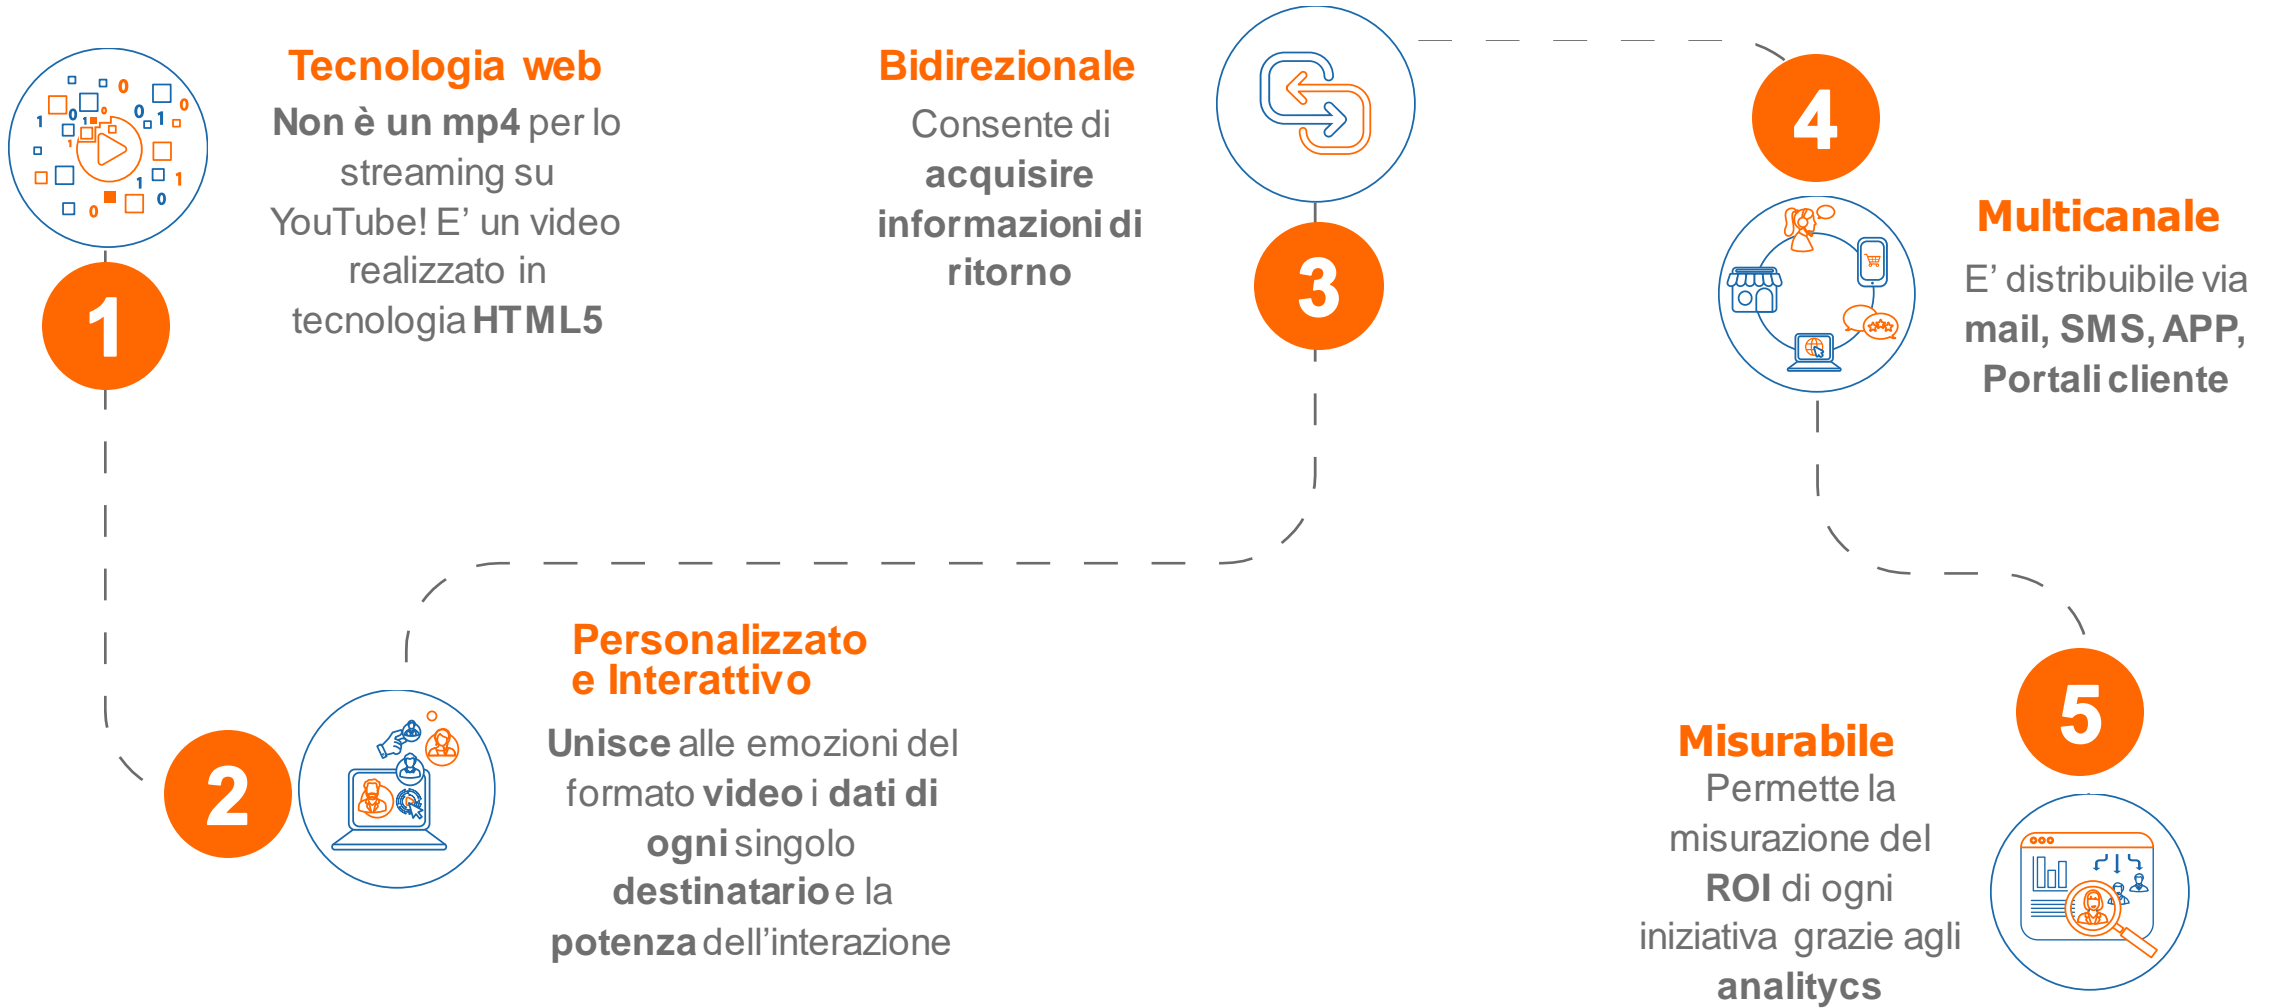 1
Tecnologia web
Non è un mp4 per lo
streaming su
YouTube! E’ un video
realizzato in
tecnologia HTML5
2
Personalizzato
e Interattivo
Unisce alle emozioni del
formato video i dati di
ogni singolo
destinatario e la
potenza dell’interazione
3
Bidirezionale
Consente di
acquisire
informazioni di
ritorno
4
Multicanale
E’ distribuibile via
mail, SMS, APP,
Portali cliente
5
Misurabile
Permette la
misurazione del
ROI di ogni
iniziativa grazie agli
analitycs